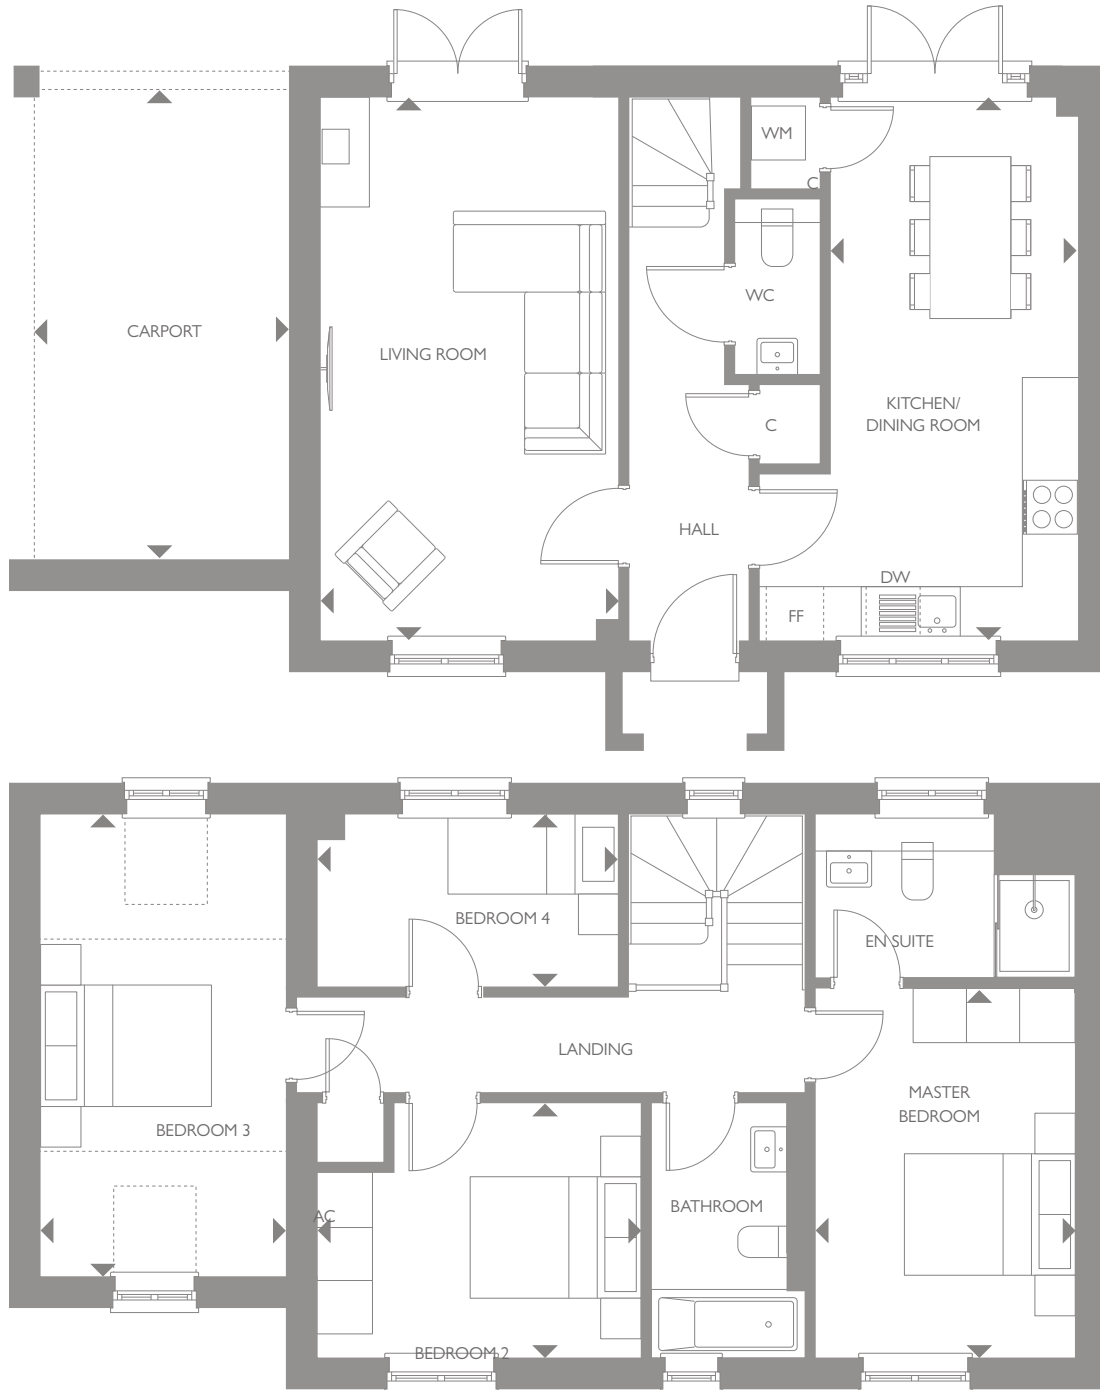 WM
C
WC
CARPORT
LIVING ROOM
KITCHEN/
DINING ROOM
C
HALL
DW
FF
BEDROOM 4
EN SUITE
LANDING
MASTER
BEDROOM
BEDROOM 3
BATHROOM
AC
BEDROOM 2